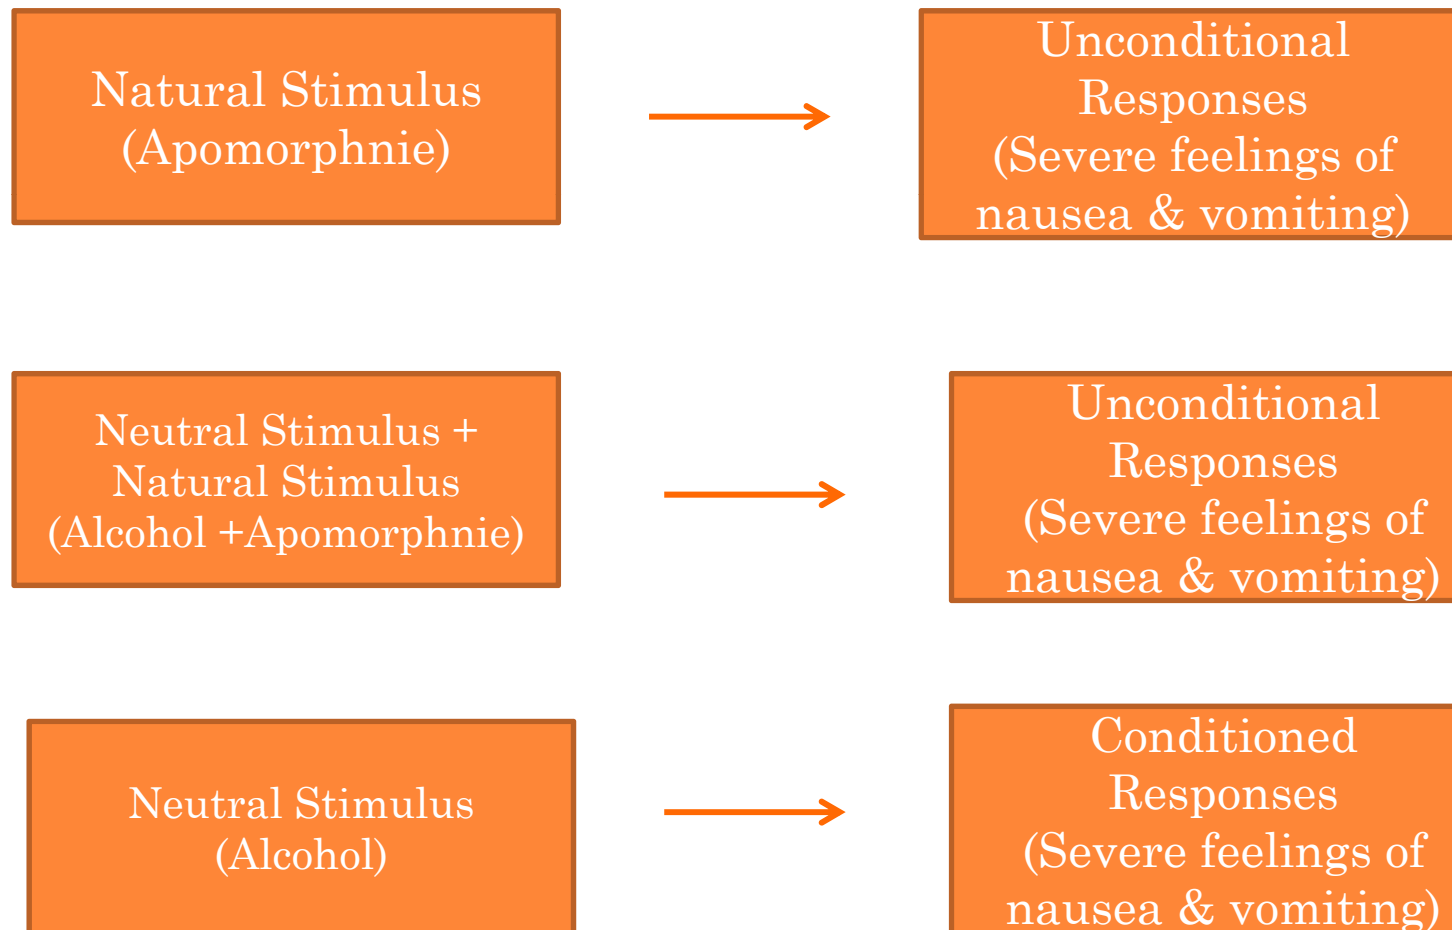 Natural Stimulus
(Apomorphnie)
Unconditional
Responses
(Severe feelings of
nausea & vomiting)
Neutral Stimulus +
Natural Stimulus
(Alcohol +Apomorphnie)
Unconditional
Responses
(Severe feelings of
nausea & vomiting)
Neutral Stimulus
(Alcohol)
Conditioned
Responses
(Severe feelings of
nausea & vomiting)